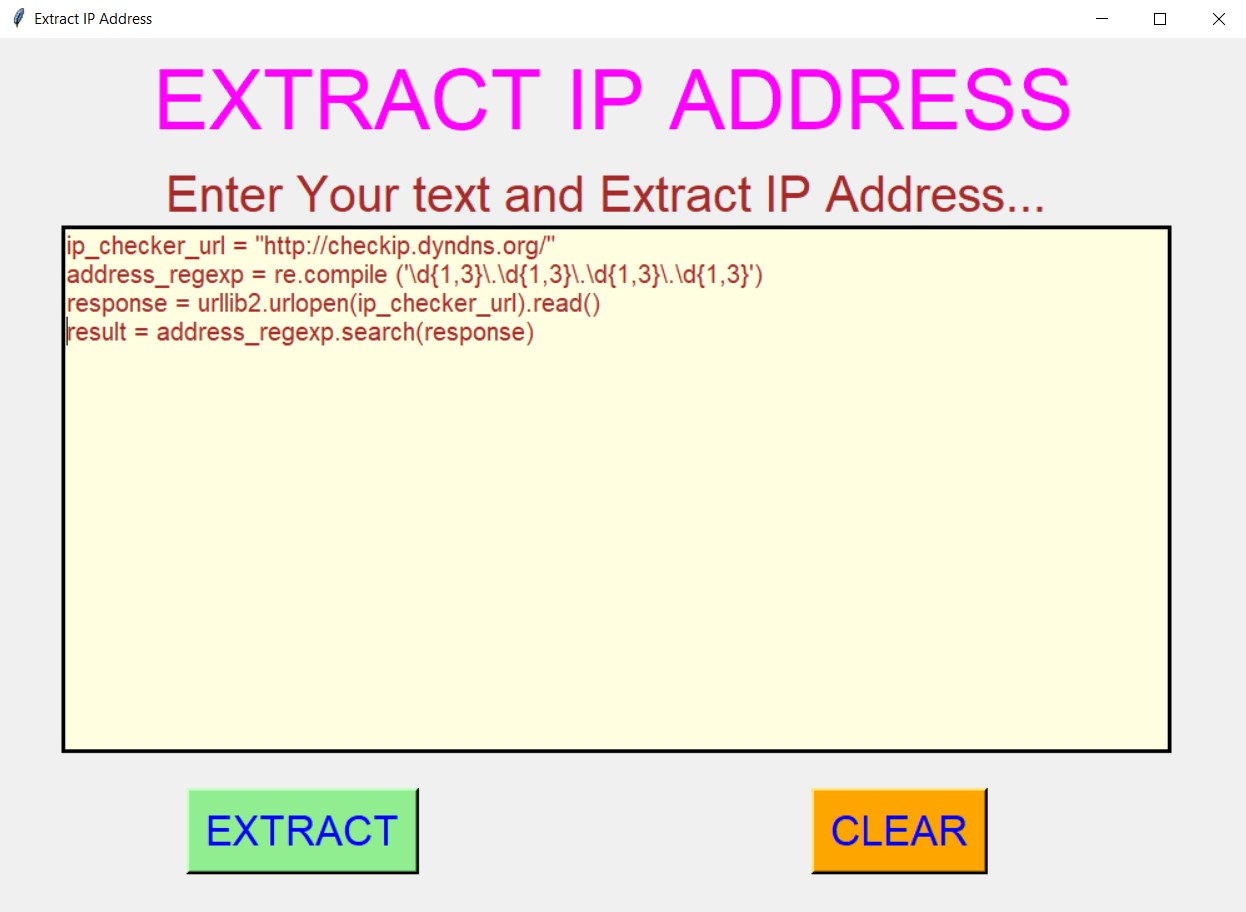 Extract IP Address
EXTRACT IP ADDRESS
Enter Your text and Extract IP Address...
ip_checker_url = "http://checkip.dyndns.org/"
address_regexp = re.compile ('\d{1,3}\.\d{1,3}\.\d{1,3}\.\d{1,3}')
response = urllib2.urlopen(ip_checker_url).read()
result = address_regexp.search(response)
EXTRACT
CLEAR